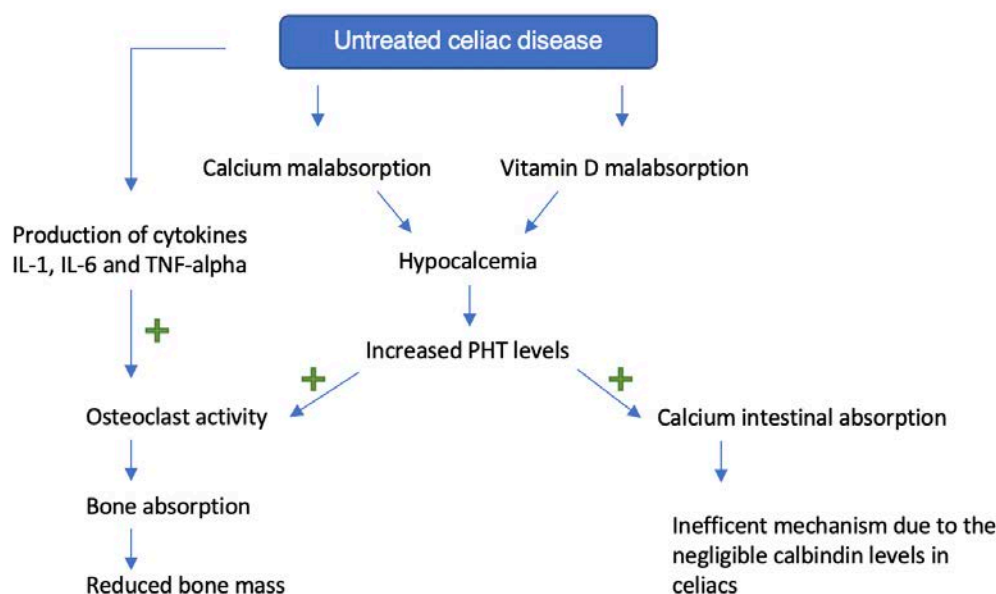 Untreated celiac disease
Calcium malabsorption
Vitamin D malabsorption
Production of cytokines
IL-1, IL-6 and TNF-alpha
Hypocalcemia
Increased PHT levels
Osteoclast activity
Calcium intestinal absorption
Bone absorption
Inefficent mechanism due to the
negligible calbindin levels in
celiacs
Reduced bone mass